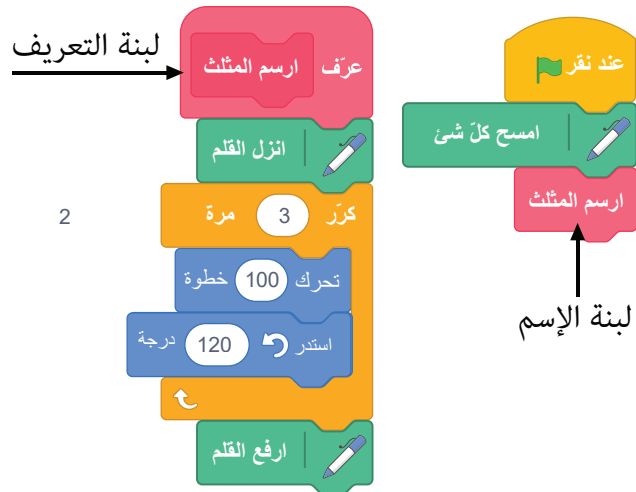 عند نقر
امسح كلّ شئ
ارسم المثلث
لبنة الإسم
لبنة التعريف
عرّف ارسم المثلث
انزل القلم
كرّر 3 مرة
تحرك 100 خطوة
استدر 120 درجة
ارفع القلم
2